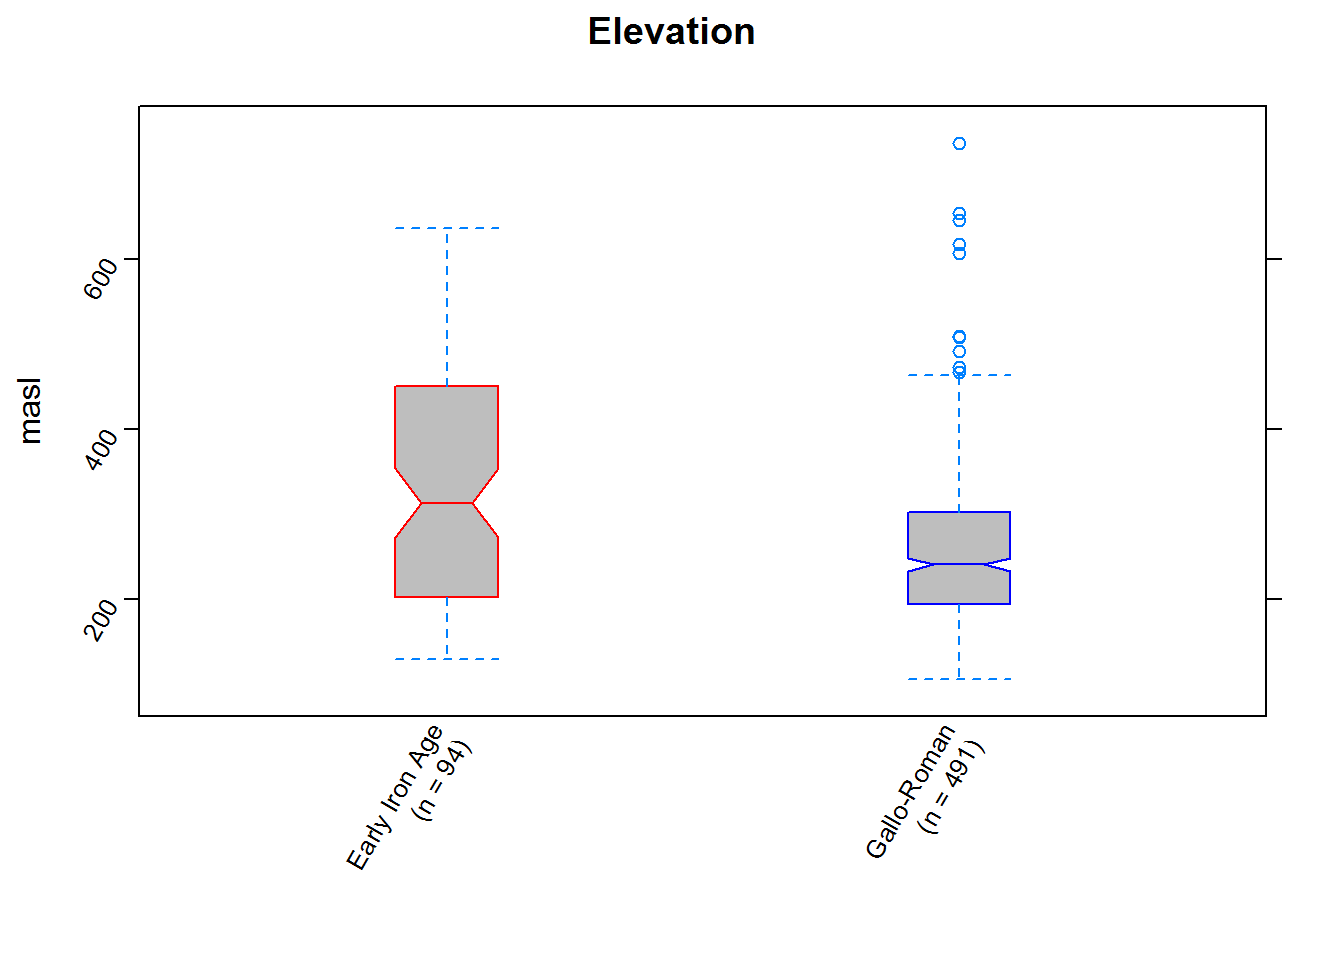 Elevation
masl
600
400
200
Early Iron Age
(n = 94)
Gallo-Roman
(n = 491)